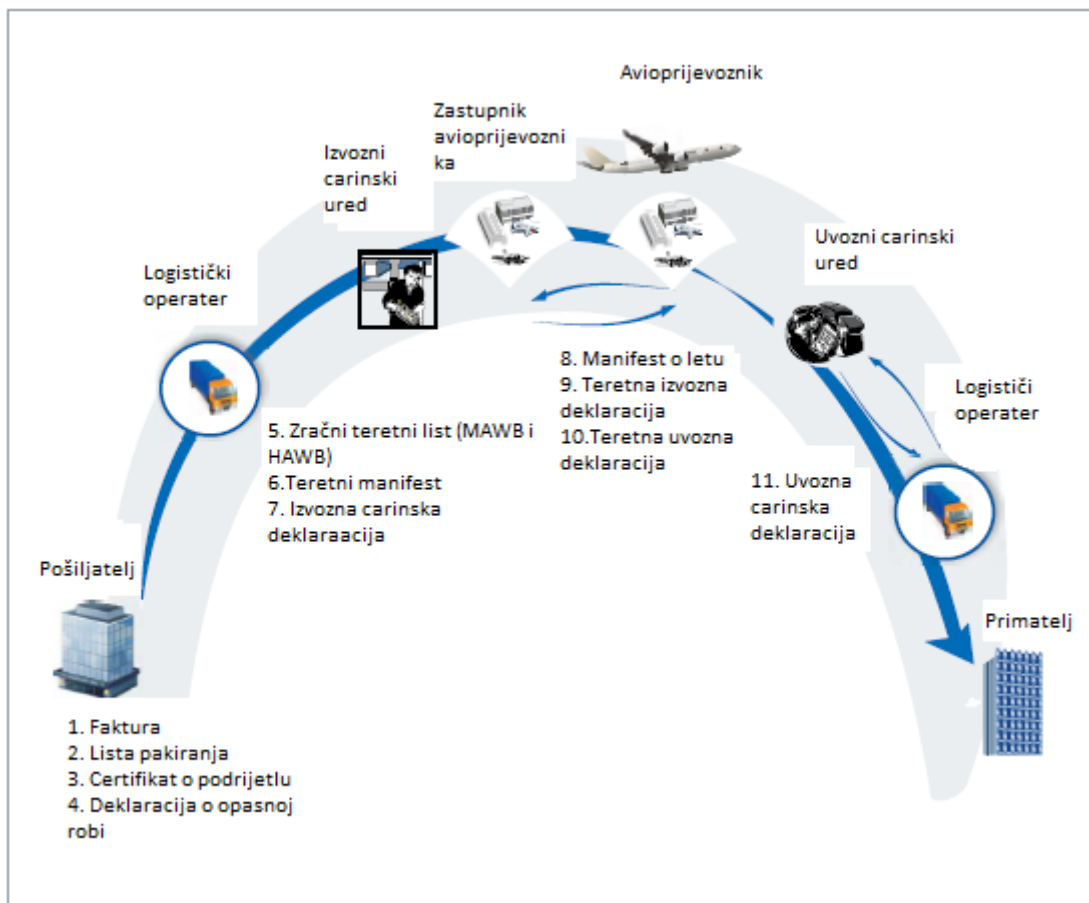 Avioprijevoznik
Zastupnik
avioprijevozni
ka
Izvozni
carinski
ured
Uvozni carinski
ured
Logistički
operater
8. Manifest o letu
9. Teretna izvozna
deklaracija
10.Teretna uvozna
deklaracija
Logističi
operater
5. Zračni teretni list (MAWB i
HAWB)
6.Teretni manifest
7. Izvozna carinska
deklaraacija
11. Uvozna
carinska
deklaracija
Pošiljatelj
Primatelj
1. Faktura
2. Lista pakiranja
3. Certifikat o podrijetlu
4. Deklaracija o opasnoj
robi